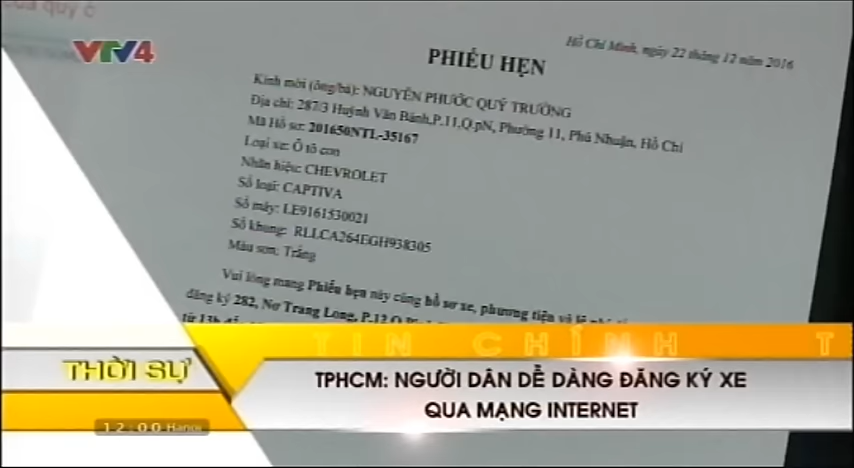 VTV4
Hồ Chí Minh, ngày 22 tháng 12 năm 2016
PHIẾU HẸN
Kính mời (ông/bà): NGUYỄN PHƯỚC QUÝ TRƯỜNG
Địa chỉ: 287/3 Huỳnh Văn Bánh,P.11,Q.pN, Phường 11, Phú Nhuận, Hồ Chí
Mã Hồ sơ: 201650NTL-35167
Loại xe: Ô tô con
Nhãn hiệu: CHEVROLET
Số loại: CAPTIVA
Số máy: LE9161530021
Số khung: RLLCA264EGH938305
Màu sơn: Trắng
Vui lòng mang Phiếu hẹn này cùng hồ sơ xe, phương tiện và lệ phí
đăng ký 282, Nơ Trang Long, P.12,Q
từ 13h
TIN CHÍNH T
THỜI SỰ
TPHCM: NGƯỜI DÂN DỄ DÀNG ĐĂNG KÝ XE
QUA MẠNG INTERNET
12:00 Hanoi